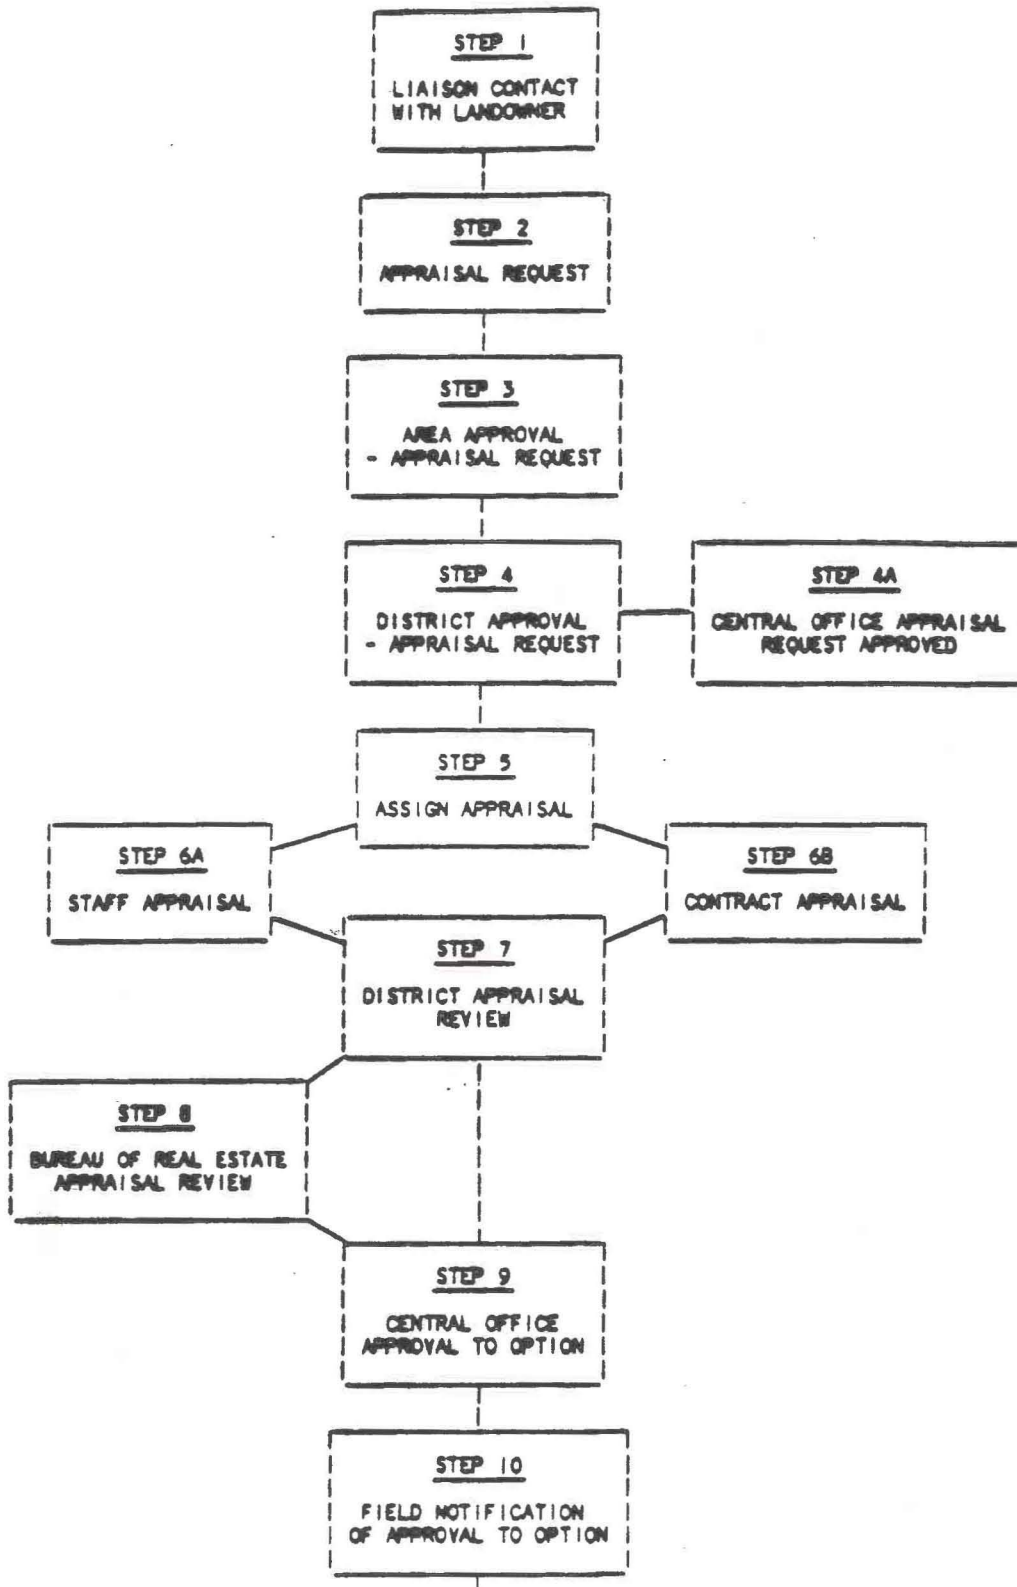 STEP 1
LIAISON CONTACT
WITH LANDOWNER
STEP 2
APPRAISAL REQUEST
STEP 3
AREA APPROVAL
- APPRAISAL REQUEST
STEP 4
DISTRICT APPROVAL
- APPRAISAL REQUEST
STEP 4A
CENTRAL OFFICE APPRAISAL
REQUEST APPROVED
STEP 5
ASSIGN APPRAISAL
STEP 6A
STAFF APPRAISAL
STEP 6B
CONTRACT APPRAISAL
STEP 7
DISTRICT APPRAISAL
REVIEW
STEP 8
BUREAU OF REAL ESTATE
APPRAISAL REVIEW
STEP 9
CENTRAL OFFICE
APPROVAL TO OPTION
STEP 10
FIELD NOTIFICATION
OF APPROVAL TO OPTION